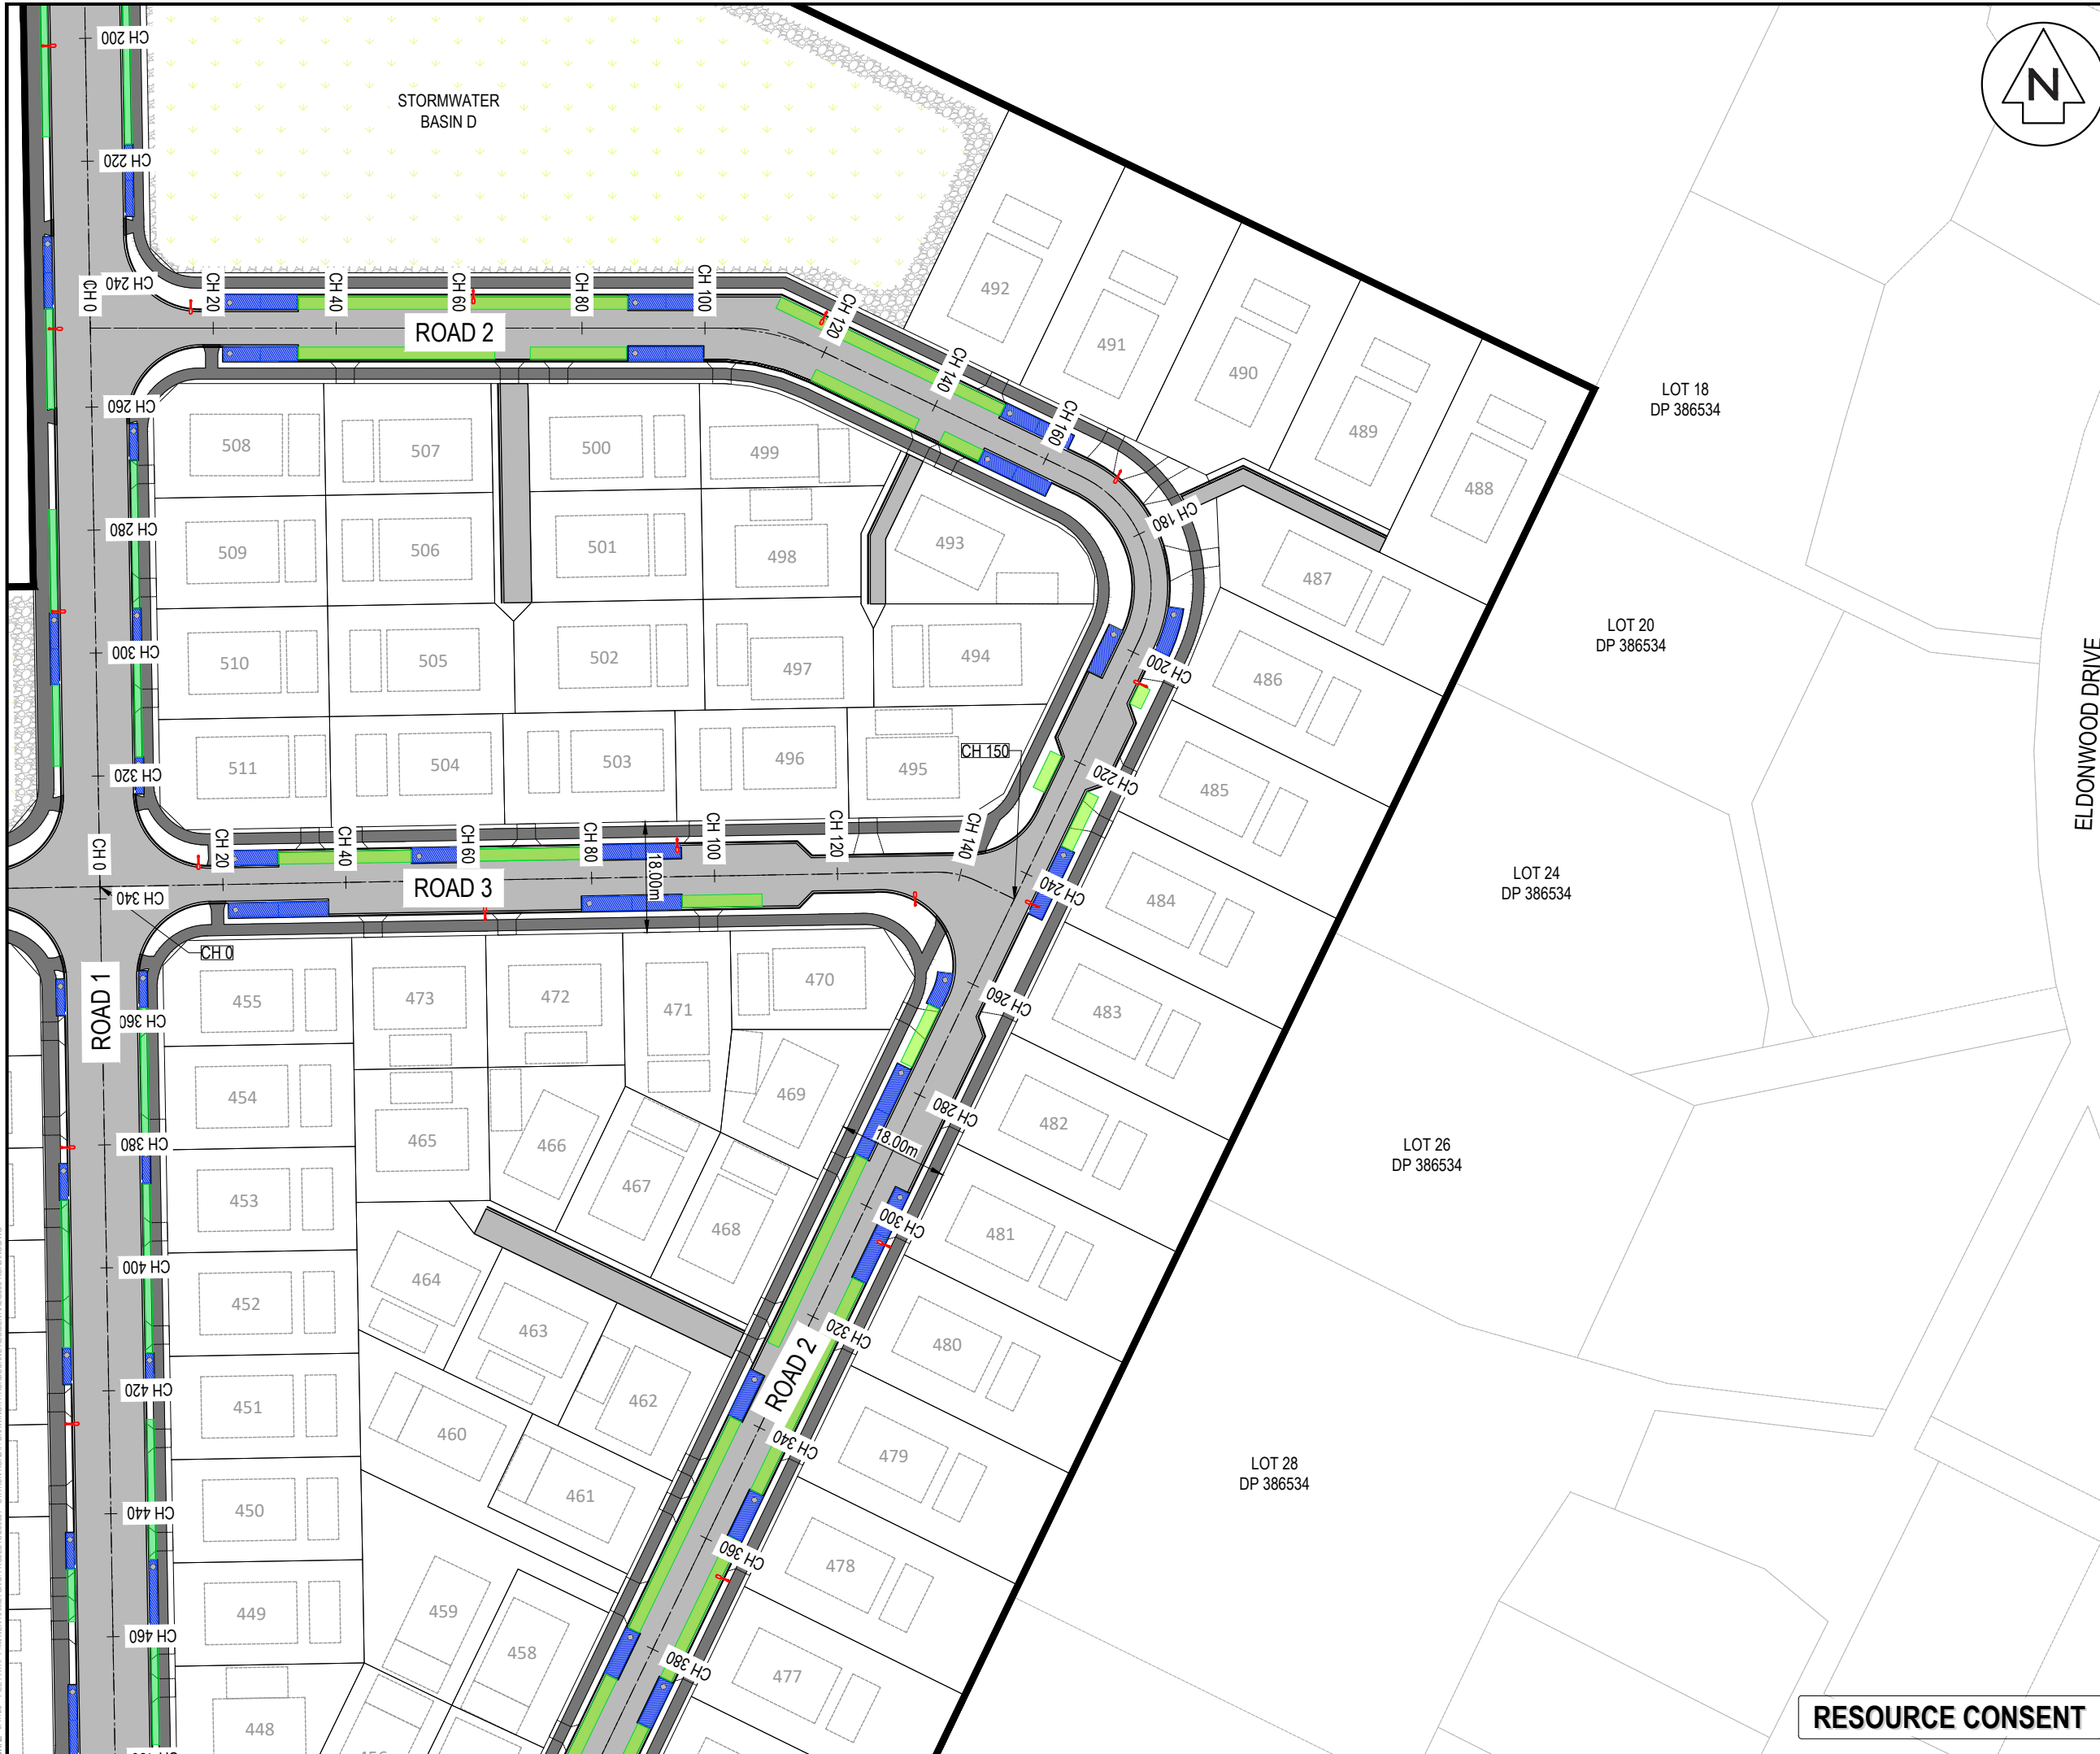 CH 200
STORMWATER
BASIN D
N
CH 220
CH 240
CH 0
CH 20
CH 40
CH 60
CH 80
CH 100
CH 120
CH 140
CH 160
CH 180
CH 200
CH 220
CH 240
CH 260
CH 280
CH 300
CH 320
CH 340
CH 360
CH 380
ROAD 2
492
491
490
489
488
LOT 18
DP 386534
CH 260
508
507
500
499
CH 280
509
506
501
498
493
487
CH 300
510
505
502
497
494
486
LOT 20
DP 386534
ELDONWOOD DRIVE
CH 320
511
504
503
496
495
CH 150
485
CH 0
CH 20
CH 40
CH 60
CH 80
CH 100
CH 120
CH 140
18.00m
ROAD 3
CH 340
CH 0
484
LOT 24
DP 386534
ROAD 1
CH 360
455
473
472
471
470
483
454
465
466
469
482
CH 380
18.00m
LOT 26
DP 386534
453
467
468
481
CH 400
452
464
463
480
ROAD 2
CH 420
451
460
462
479
LOT 28
DP 386534
CH 440
450
461
478
CH 460
449
459
458
477
448
RESOURCE CONSENT